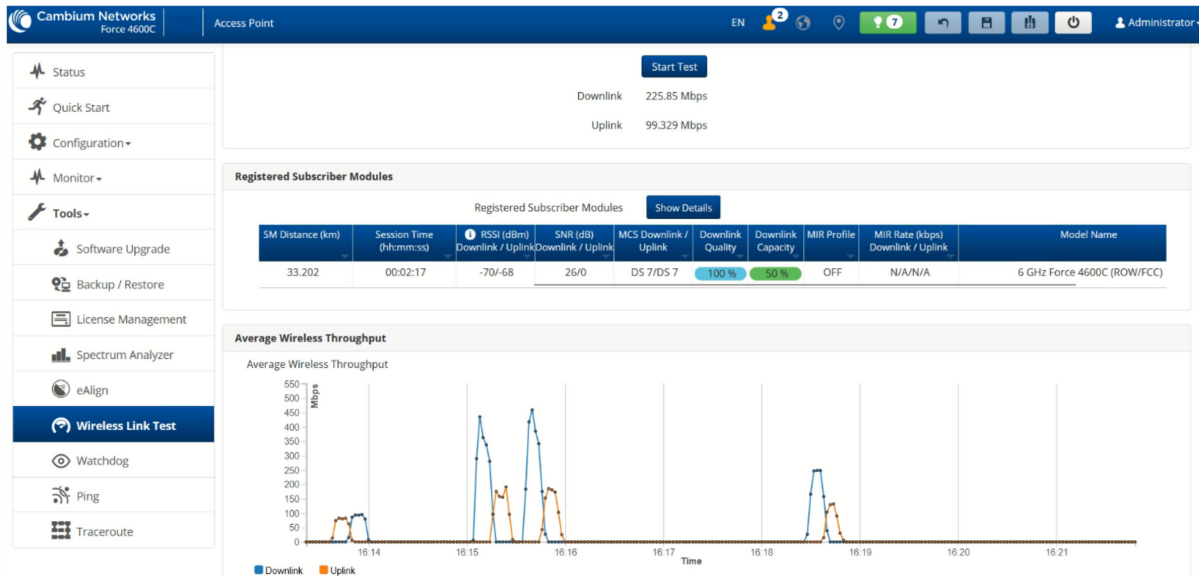 Cambium Networks
Force 4600C
Access Point
EN
2
7
Administrator
Status
Quick Start
Configuration
Monitor
Tools
Software Upgrade
Backup / Restore
License Management
Spectrum Analyzer
eAlign
Wireless Link Test
Watchdog
Ping
Traceroute
Start Test
Downlink 225.85 Mbps
Uplink 99.329 Mbps
Registered Subscriber Modules
Registered Subscriber Modules Show Details
SM Distance (km) Session Time (hh:mm:ss) RSSI (dBm) Downlink / Uplink SNR (dB) Downlink / Uplink MCS Downlink / Uplink Downlink Quality Downlink Capacity MIR Profile MIR Rate (kbps) Downlink / Uplink Model Name
33.202 00:02:17 -70/-68 26/0 DS 7/DS 7 100 % 50 % OFF N/A/N/A 6 GHz Force 4600C (ROW/FCC)
Average Wireless Throughput
Average Wireless Throughput
Mbps
550
500
450
400
350
300
250
200
150
100
50
0
16:14 16:15 16:16 16:17 16:18 16:19 16:20 16:21
Time
Downlink Uplink